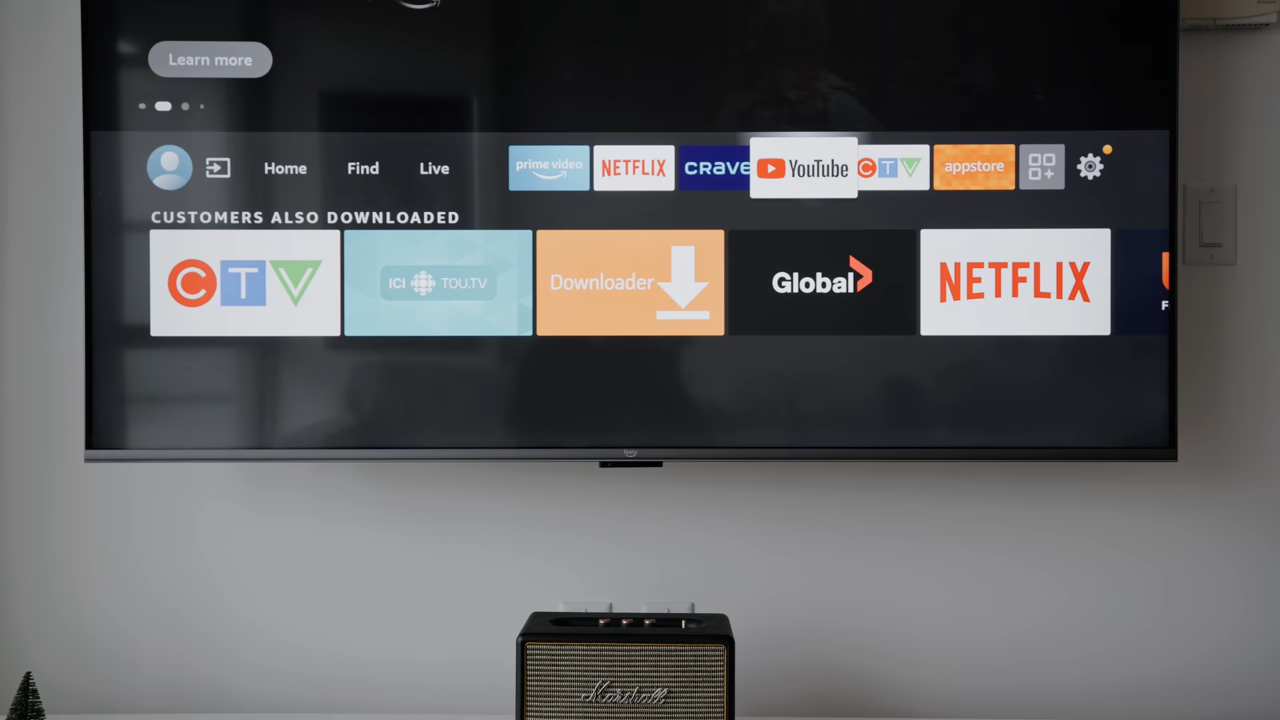 Learn more
Home Find Live prime video NETFLIX CRAVE YouTube CTV appstore
CUSTOMERS ALSO DOWNLOADED
CTV ICI TOU.TV Downloader Global NETFLIX F
Marshall